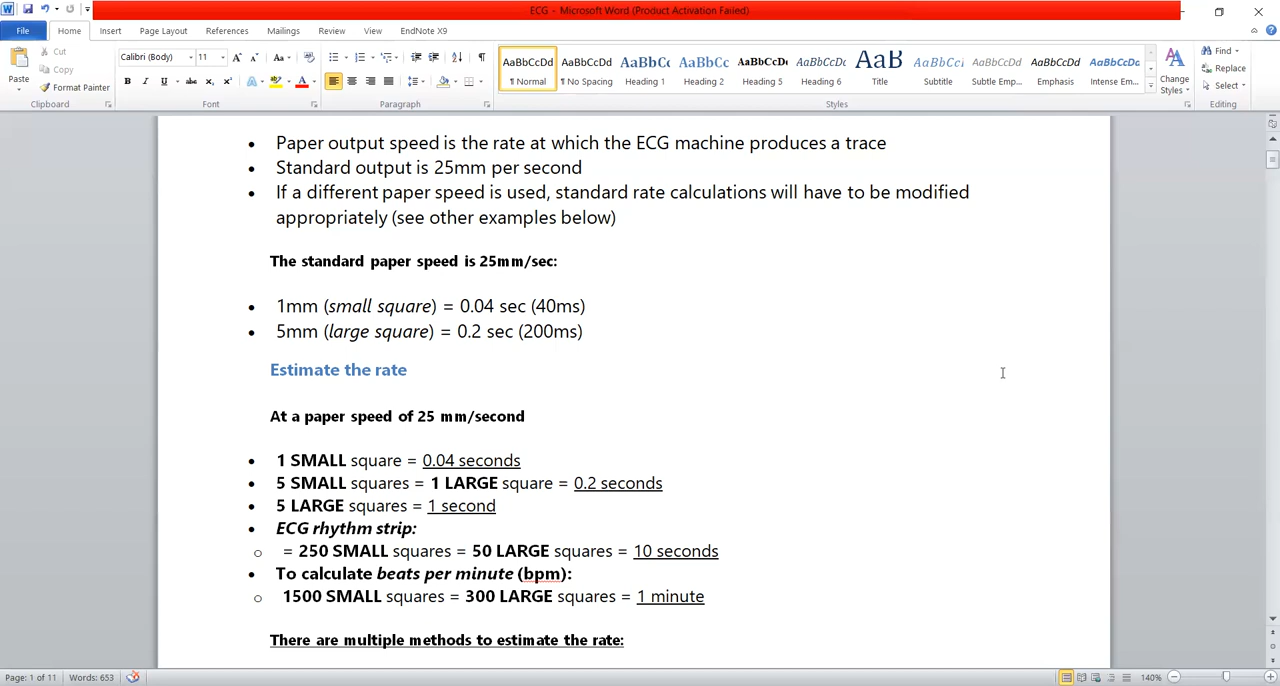 ECG - Microsoft Word (Product Activation Failed)
File Home Insert Page Layout References Mailings Review View EndNote X9
Paste
Cut
Copy
Format Painter
Clipboard
Calibri (Body) 11
Font
Paragraph
AaBbCcDd AaBbCcDd AaBbC AaBbCc AaBbCcD AaBbCcDc AaB AaBbCcl AaBbCcDd AaBbCcDd AaBbCcDc
¶ Normal ¶ No Spacing Heading 1 Heading 2 Heading 5 Heading 6 Title Subtitle Subtle Emp... Emphasis Intense Em...
Styles
Change
Styles
Find
Replace
Select
Editing
• Paper output speed is the rate at which the ECG machine produces a trace
• Standard output is 25mm per second
• If a different paper speed is used, standard rate calculations will have to be modified
appropriately (see other examples below)
The standard paper speed is 25mm/sec:
• 1mm (small square) = 0.04 sec (40ms)
• 5mm (large square) = 0.2 sec (200ms)
Estimate the rate
At a paper speed of 25 mm/second
• 1 SMALL square = 0.04 seconds
• 5 SMALL squares = 1 LARGE square = 0.2 seconds
• 5 LARGE squares = 1 second
• ECG rhythm strip:
o = 250 SMALL squares = 50 LARGE squares = 10 seconds
• To calculate beats per minute (bpm):
o 1500 SMALL squares = 300 LARGE squares = 1 minute
There are multiple methods to estimate the rate:
Page: 1 of 11 Words: 653 140%